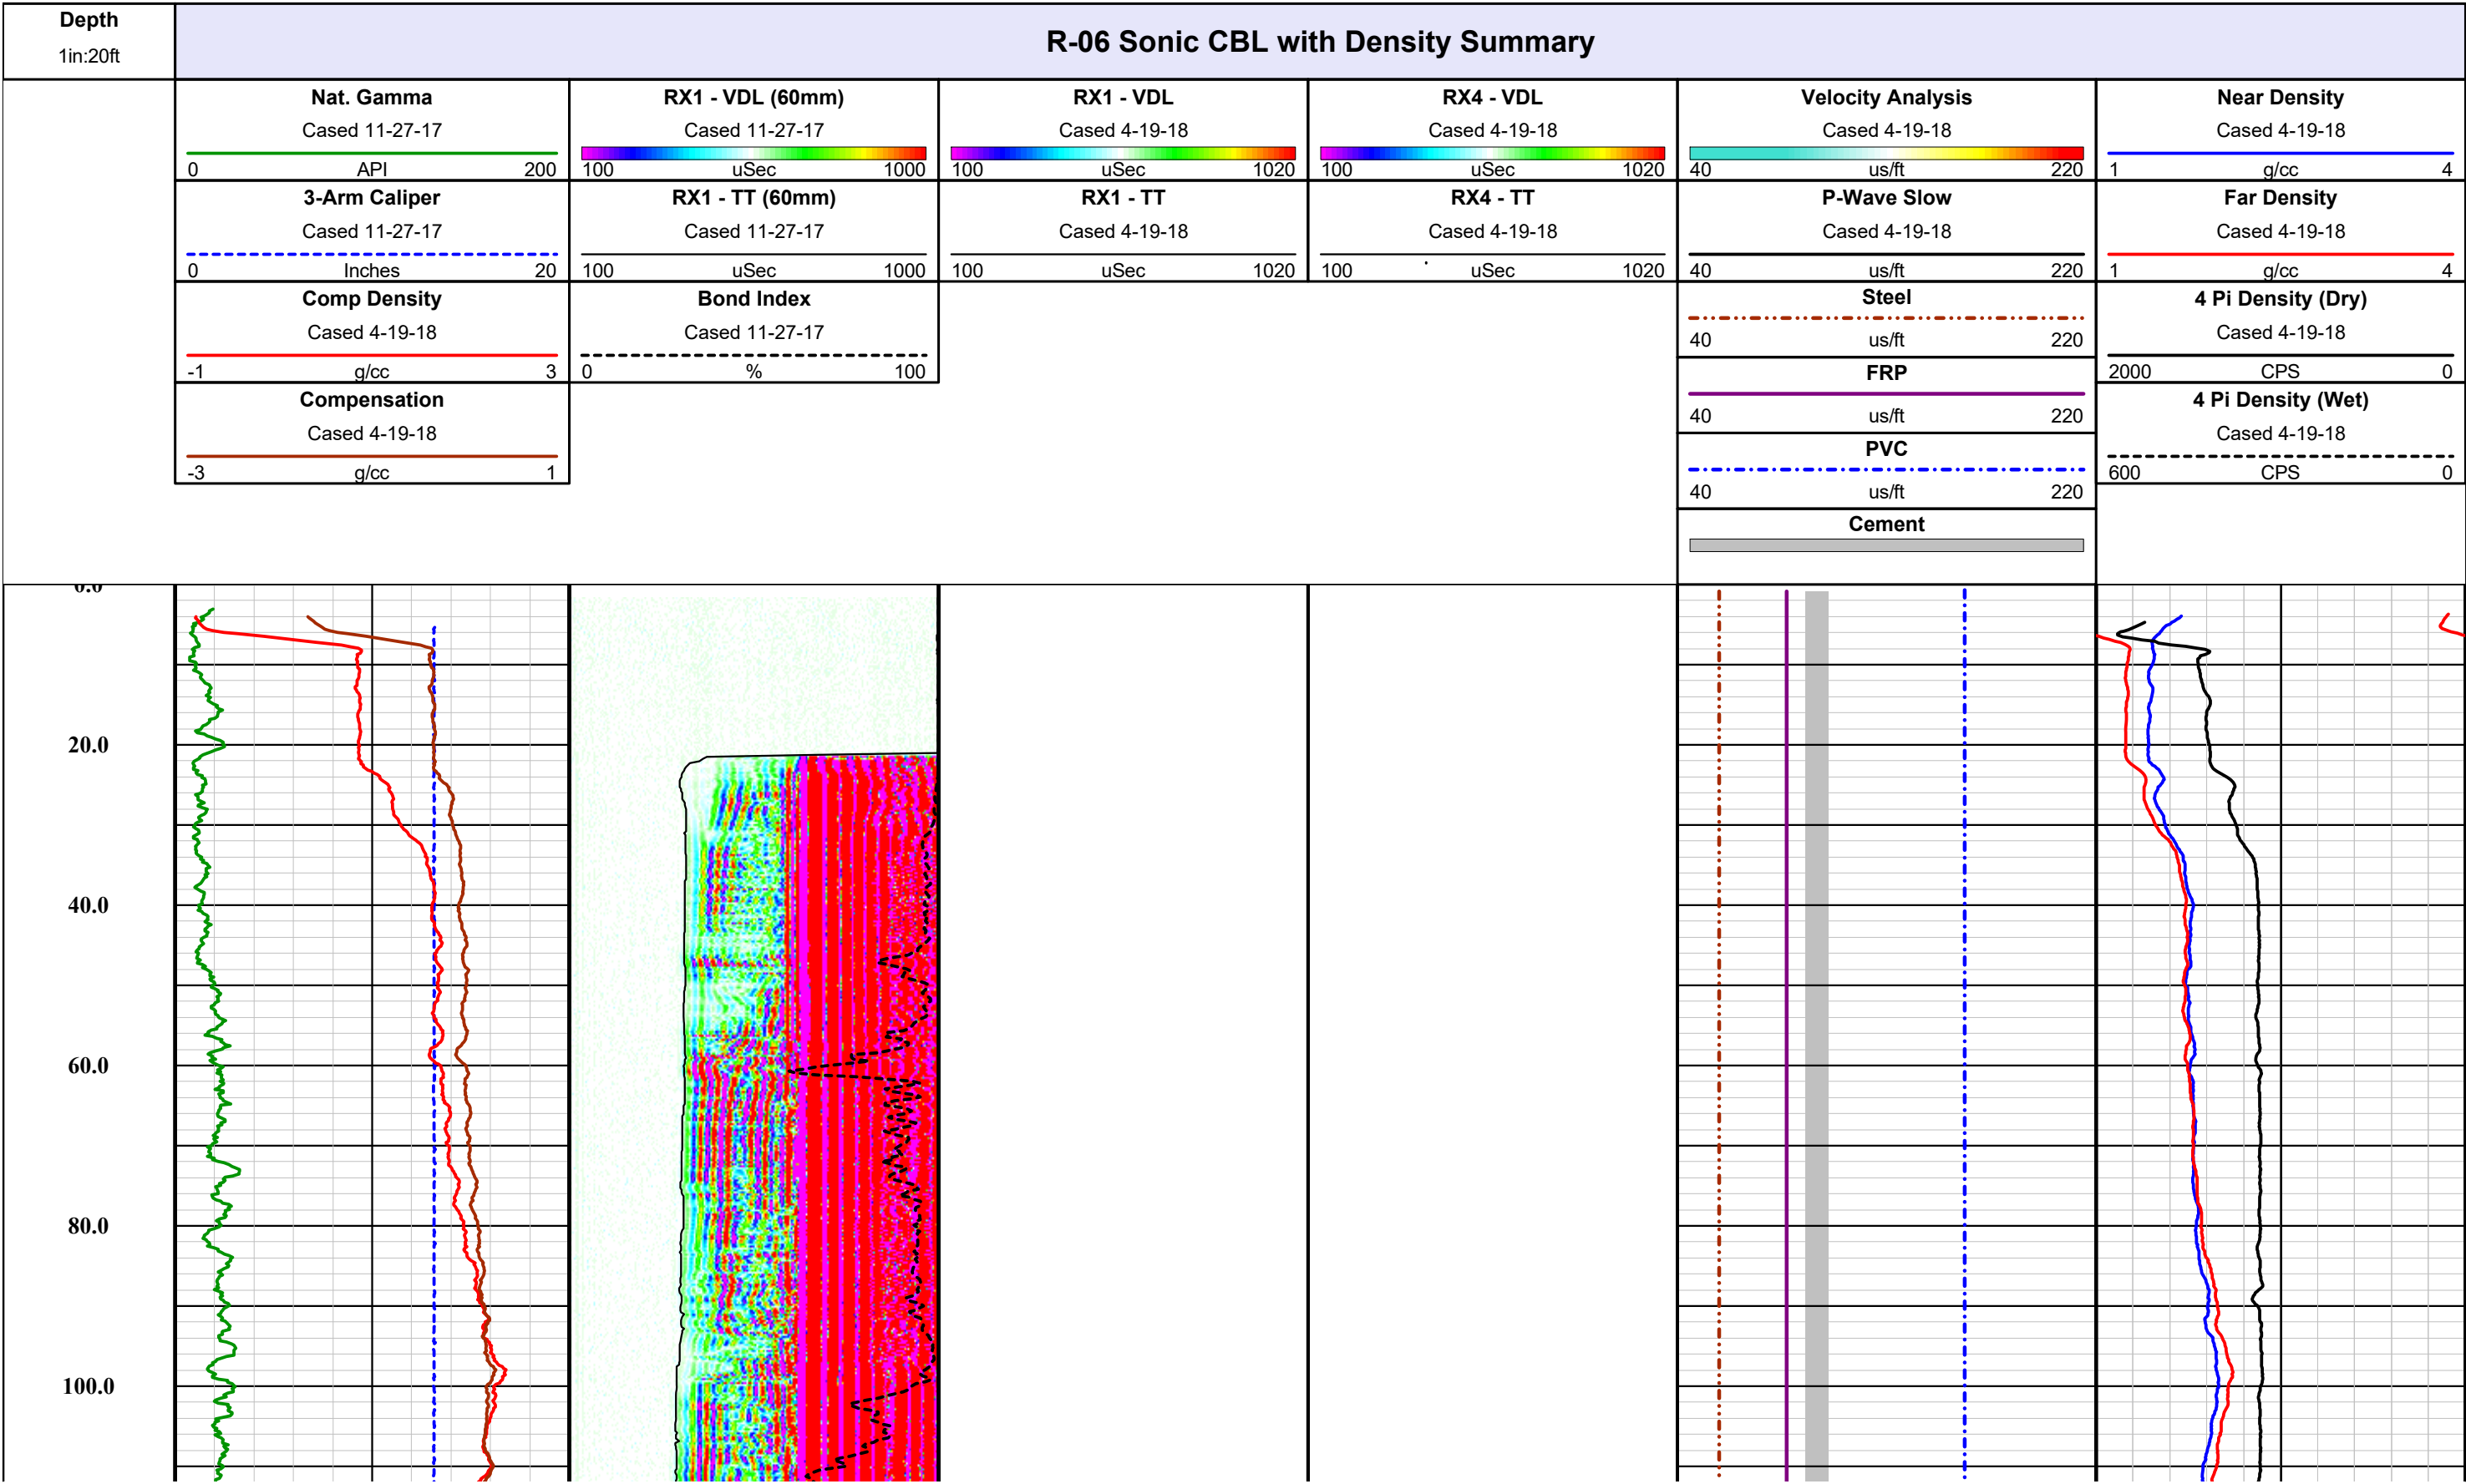 Depth
1in:20ft
R-06 Sonic CBL with Density Summary
Nat. Gamma
Cased 11-27-17
0 API 200
3-Arm Caliper
Cased 11-27-17
0 Inches 20
Comp Density
Cased 4-19-18
-1 g/cc 3
Compensation
Cased 4-19-18
-3 g/cc 1
RX1 - VDL (60mm)
Cased 11-27-17
100 uSec 1000
RX1 - TT (60mm)
Cased 11-27-17
100 uSec 1000
Bond Index
Cased 11-27-17
0 % 100
RX1 - VDL
Cased 4-19-18
100 uSec 1020
RX1 - TT
Cased 4-19-18
100 uSec 1020
RX4 - VDL
Cased 4-19-18
100 uSec 1020
RX4 - TT
Cased 4-19-18
100 uSec 1020
Velocity Analysis
Cased 4-19-18
40 us/ft 220
P-Wave Slow
Cased 4-19-18
40 us/ft 220
Steel
40 us/ft 220
FRP
40 us/ft 220
PVC
40 us/ft 220
Cement
Near Density
Cased 4-19-18
1 g/cc 4
Far Density
Cased 4-19-18
1 g/cc 4
4 Pi Density (Dry)
Cased 4-19-18
2000 CPS 0
4 Pi Density (Wet)
Cased 4-19-18
600 CPS 0
0.0
20.0
40.0
60.0
80.0
100.0